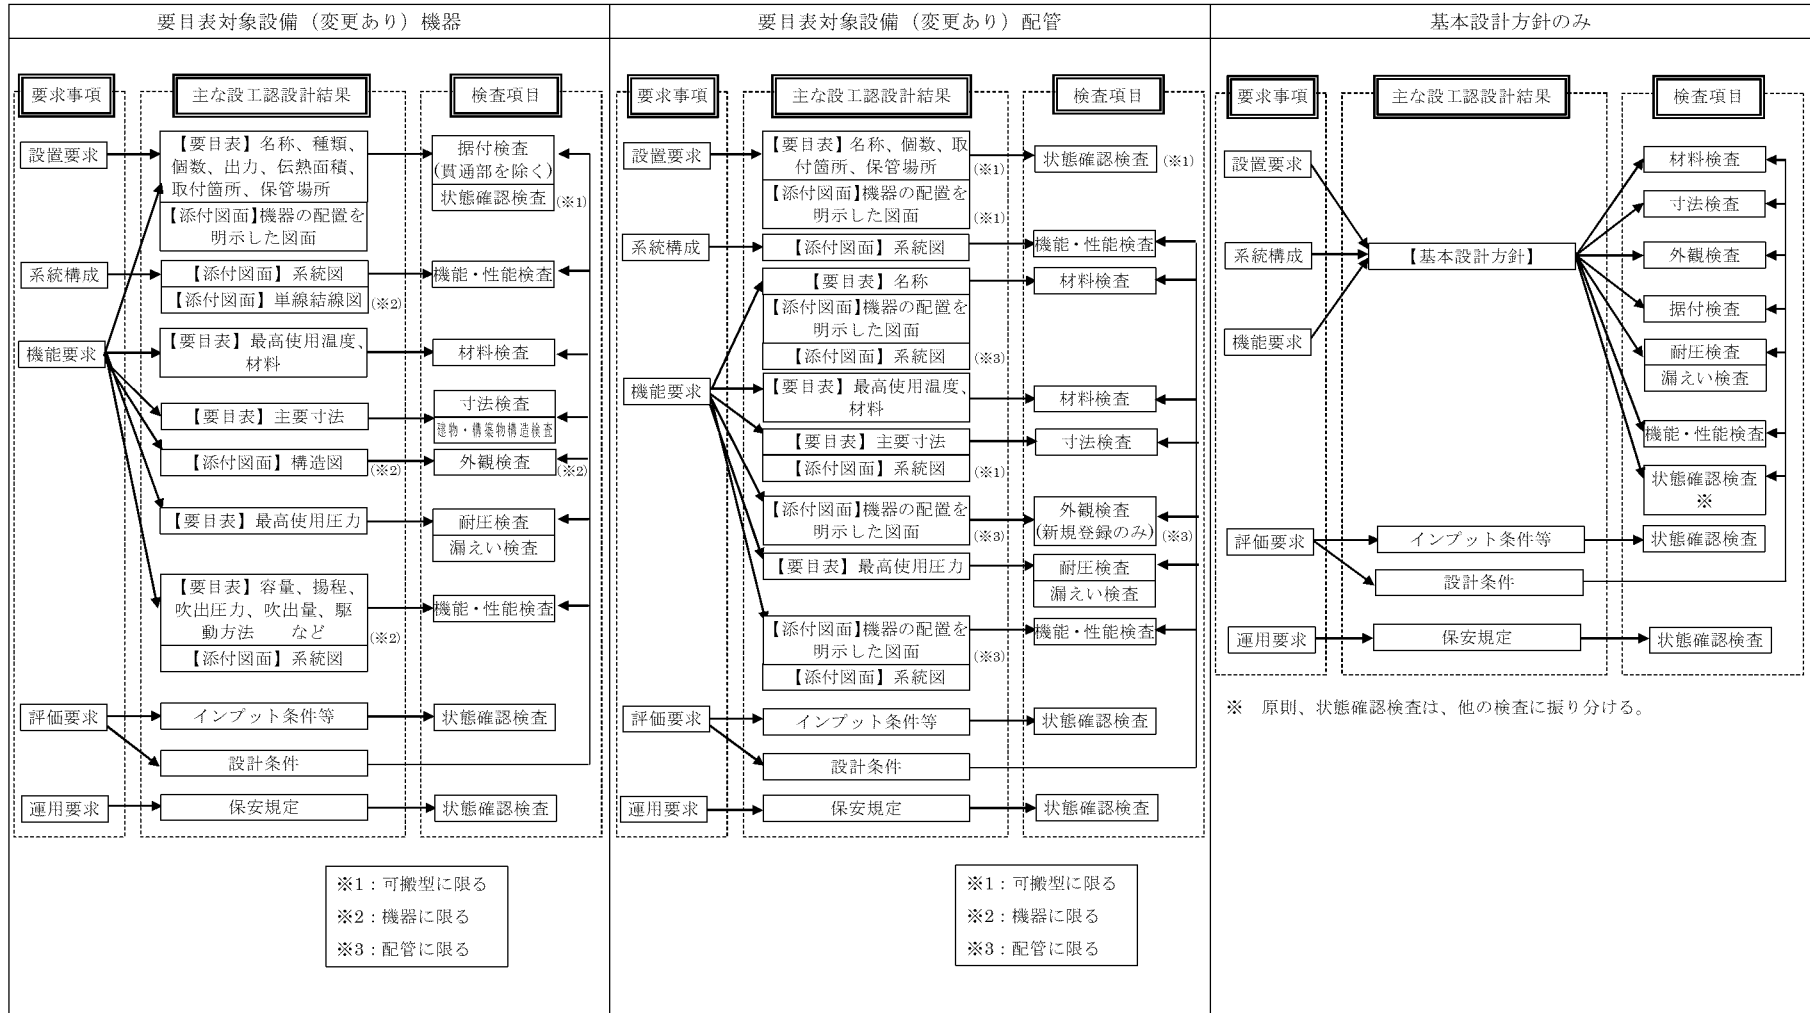 要目表対象設備（変更あり）機器
要求事項
主な設工認設計結果
検査項目
設置要求
【要目表】名称、種類、
個数、出力、伝熱面積、
取付箇所、保管場所
【添付図面】機器の配置を
明示した図面
据付検査
(貫通部を除く)
状態確認検査
(※1)
系統構成
【添付図面】系統図
【添付図面】単線結線図
(※2)
機能・性能検査
機能要求
【要目表】最高使用温度、
材料
材料検査
【要目表】主要寸法
寸法検査
建物・構築物構造検査
【添付図面】構造図
(※2)
外観検査
(※2)
【要目表】最高使用圧力
耐圧検査
漏えい検査
【要目表】容量、揚程、
吹出圧力、吹出量、駆
動方法　など
(※2)
【添付図面】系統図
機能・性能検査
評価要求
インプット条件等
状態確認検査
設計条件
運用要求
保安規定
状態確認検査
※1：可搬型に限る
※2：機器に限る
※3：配管に限る
要目表対象設備（変更あり）配管
要求事項
主な設工認設計結果
検査項目
設置要求
【要目表】名称、個数、取
付箇所、保管場所
(※1)
【添付図面】機器の配置を
明示した図面
(※1)
状態確認検査
(※1)
系統構成
【添付図面】系統図
機能・性能検査
【要目表】名称
【添付図面】機器の配置を
明示した図面
【添付図面】系統図
(※3)
材料検査
機能要求
【要目表】最高使用温度、
材料
材料検査
【要目表】主要寸法
【添付図面】系統図
(※1)
寸法検査
【添付図面】機器の配置を
明示した図面
(※3)
外観検査
(新規登録のみ)
(※3)
【要目表】最高使用圧力
耐圧検査
漏えい検査
【添付図面】機器の配置を
明示した図面
(※3)
【添付図面】系統図
機能・性能検査
評価要求
インプット条件等
状態確認検査
設計条件
運用要求
保安規定
状態確認検査
※1：可搬型に限る
※2：機器に限る
※3：配管に限る
基本設計方針のみ
要求事項
主な設工認設計結果
検査項目
設置要求
系統構成
機能要求
【基本設計方針】
材料検査
寸法検査
外観検査
据付検査
耐圧検査
漏えい検査
機能・性能検査
状態確認検査
※
評価要求
インプット条件等
状態確認検査
設計条件
運用要求
保安規定
状態確認検査
※　原則、状態確認検査は、他の検査に振り分ける。